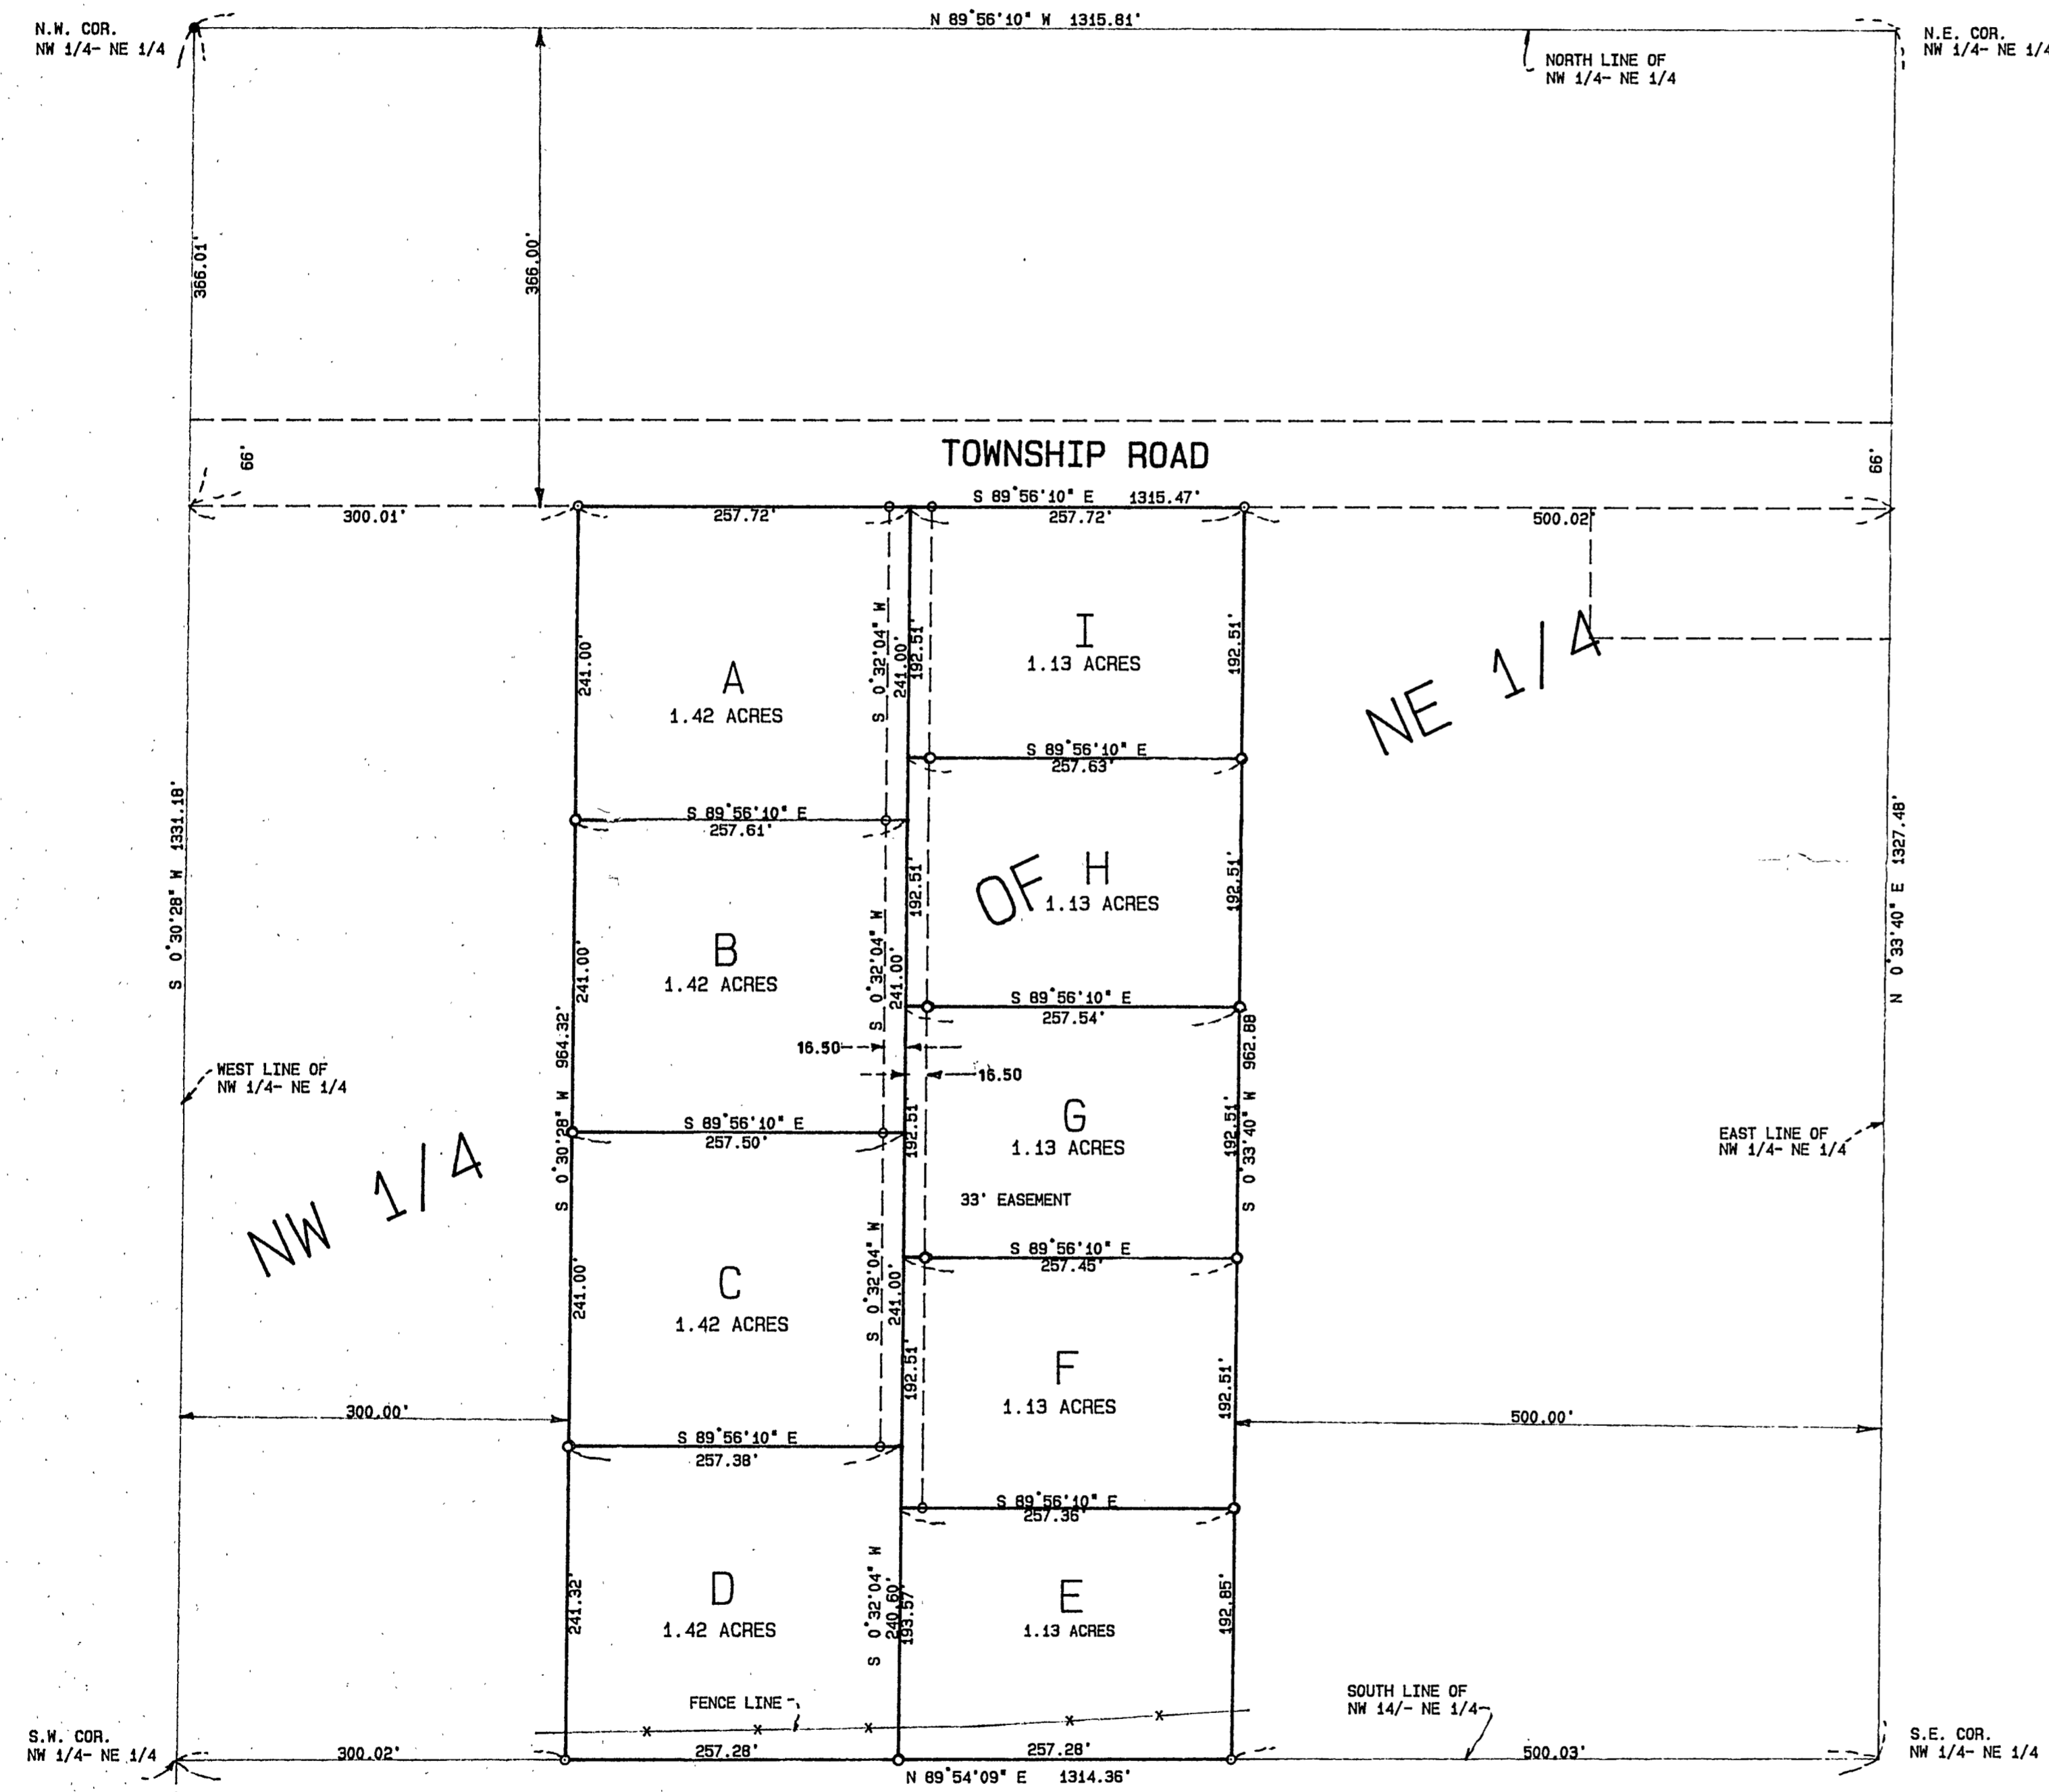 N 89°56'10" W 1315.81'
N.W. COR.
NW 1/4- NE 1/4
N.E. COR.
NW 1/4- NE 1/4
NORTH LINE OF
NW 1/4- NE 1/4
366.01'
366.00'
66'
TOWNSHIP ROAD
66'
S 89°56'10" E 1315.47'
300.01'
257.72'
257.72'
500.02'
241.00'
A
1.42 ACRES
S 0°32'04" W
241.00'
192.51'
I
1.13 ACRES
192.51'
NE 1/4
S 89°56'10" E
257.63'
S 89°56'10" E
257.61'
S 0°30'28" W 1331.18'
N 0°33'40" E 1327.48'
241.00'
B
1.42 ACRES
S 0°32'04" W
241.00'
192.51'
OF
H
1.13 ACRES
192.51'
S 89°56'10" E
257.54'
S 0°30'28" W 964.32'
16.50
16.50
S 0°33'40" W 962.88
WEST LINE OF
NW 1/4- NE 1/4
S 89°56'10" E
257.50'
192.51'
G
1.13 ACRES
192.51'
EAST LINE OF
NW 1/4- NE 1/4
NW 1/4
33' EASEMENT
S 89°56'10" E
257.45'
241.00'
C
1.42 ACRES
S 0°32'04" W
241.00'
192.51'
F
1.13 ACRES
192.51'
300.00'
500.00'
S 89°56'10" E
257.38'
S 89°56'10" E
257.36'
241.32'
D
1.42 ACRES
S 0°32'04" W
240.60'
193.57'
E
1.13 ACRES
192.85'
FENCE LINE
SOUTH LINE OF
NW 14/- NE 1/4
S.W. COR.
NW 1/4- NE 1/4
S.E. COR.
NW 1/4- NE 1/4
300.02'
257.28'
257.28'
500.03'
N 89°54'09" E 1314.36'